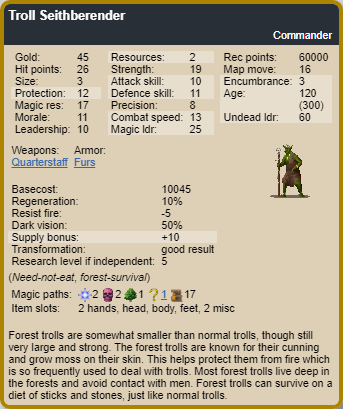 Troll Seithberender
Commander
Gold: 45 Resources: 2 Rec points: 60000
Hit points: 26 Strength: 19 Map move: 16
Size: 3 Attack skill: 10 Encumbrance: 3
Protection: 12 Defence skill: 11 Age: 120
Magic res: 17 Precision: 8 (300)
Morale: 11 Combat speed: 13 Undead ldr: 60
Leadership: 10 Magic ldr: 25
Weapons: Armor:
Quarterstaff Furs
Basecost: 10045
Regeneration: 10%
Resist fire: -5
Dark vision: 50%
Supply bonus: +10
Transformation: good result
Research level if independent: 5
(Need-not-eat, forest-survival)
Magic paths: 2 2 1 ? 1 17
Item slots: 2 hands, head, body, feet, 2 misc
Forest trolls are somewhat smaller than normal trolls, though still
very large and strong. The forest trolls are known for their cunning
and grow moss on their skin. This helps protect them from fire which
is so frequently used to deal with trolls. Most forest trolls live deep
in the forests and avoid contact with men. Forest trolls can survive on a
diet of sticks and stones, just like normal trolls.